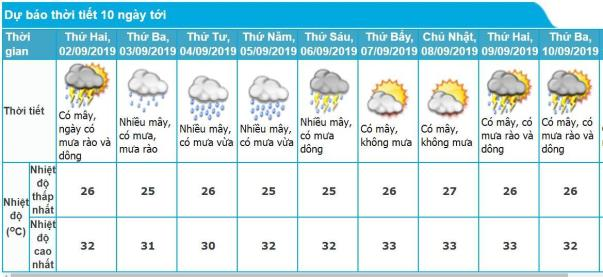 Dự báo thời tiết 10 ngày tới
Thời gian
Thứ Hai, 02/09/2019
Thứ Ba, 03/09/2019
Thứ Tư, 04/09/2019
Thứ Năm, 05/09/2019
Thứ Sáu, 06/09/2019
Thứ Bẩy, 07/09/2019
Chủ Nhật, 08/09/2019
Thứ Hai, 09/09/2019
Thứ Ba, 10/09/2019
Thời tiết
Có mây, ngày có mưa rào và dông
Nhiều mây, có mưa, mưa rào
Nhiều mây, có mưa vừa
Nhiều mây, có mưa vừa
Nhiều mây, có mưa dông
Có mây, không mưa
Có mây, không mưa
Có mây, có mưa rào và dông
Có mây, có mưa rào và dông
Nhiệt độ (°C)
Nhiệt độ thấp nhất
26 25 26 25 25 26 27 26 26
Nhiệt độ cao nhất
32 31 30 32 32 33 33 33 32